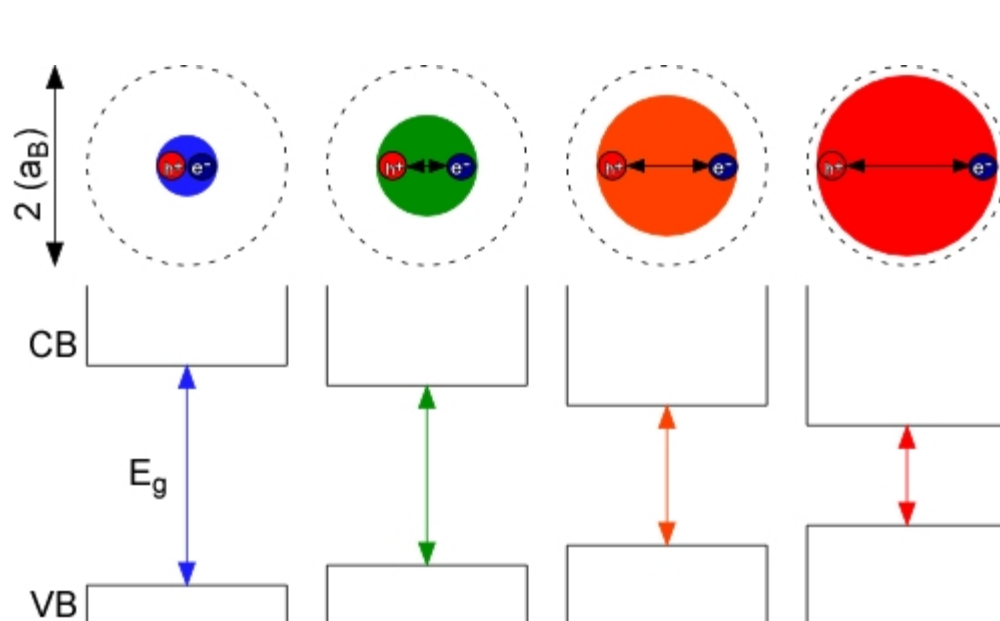 2 (aB)
h+ e-
h+ e-
h+ e-
h+ e-
CB
Eg
VB